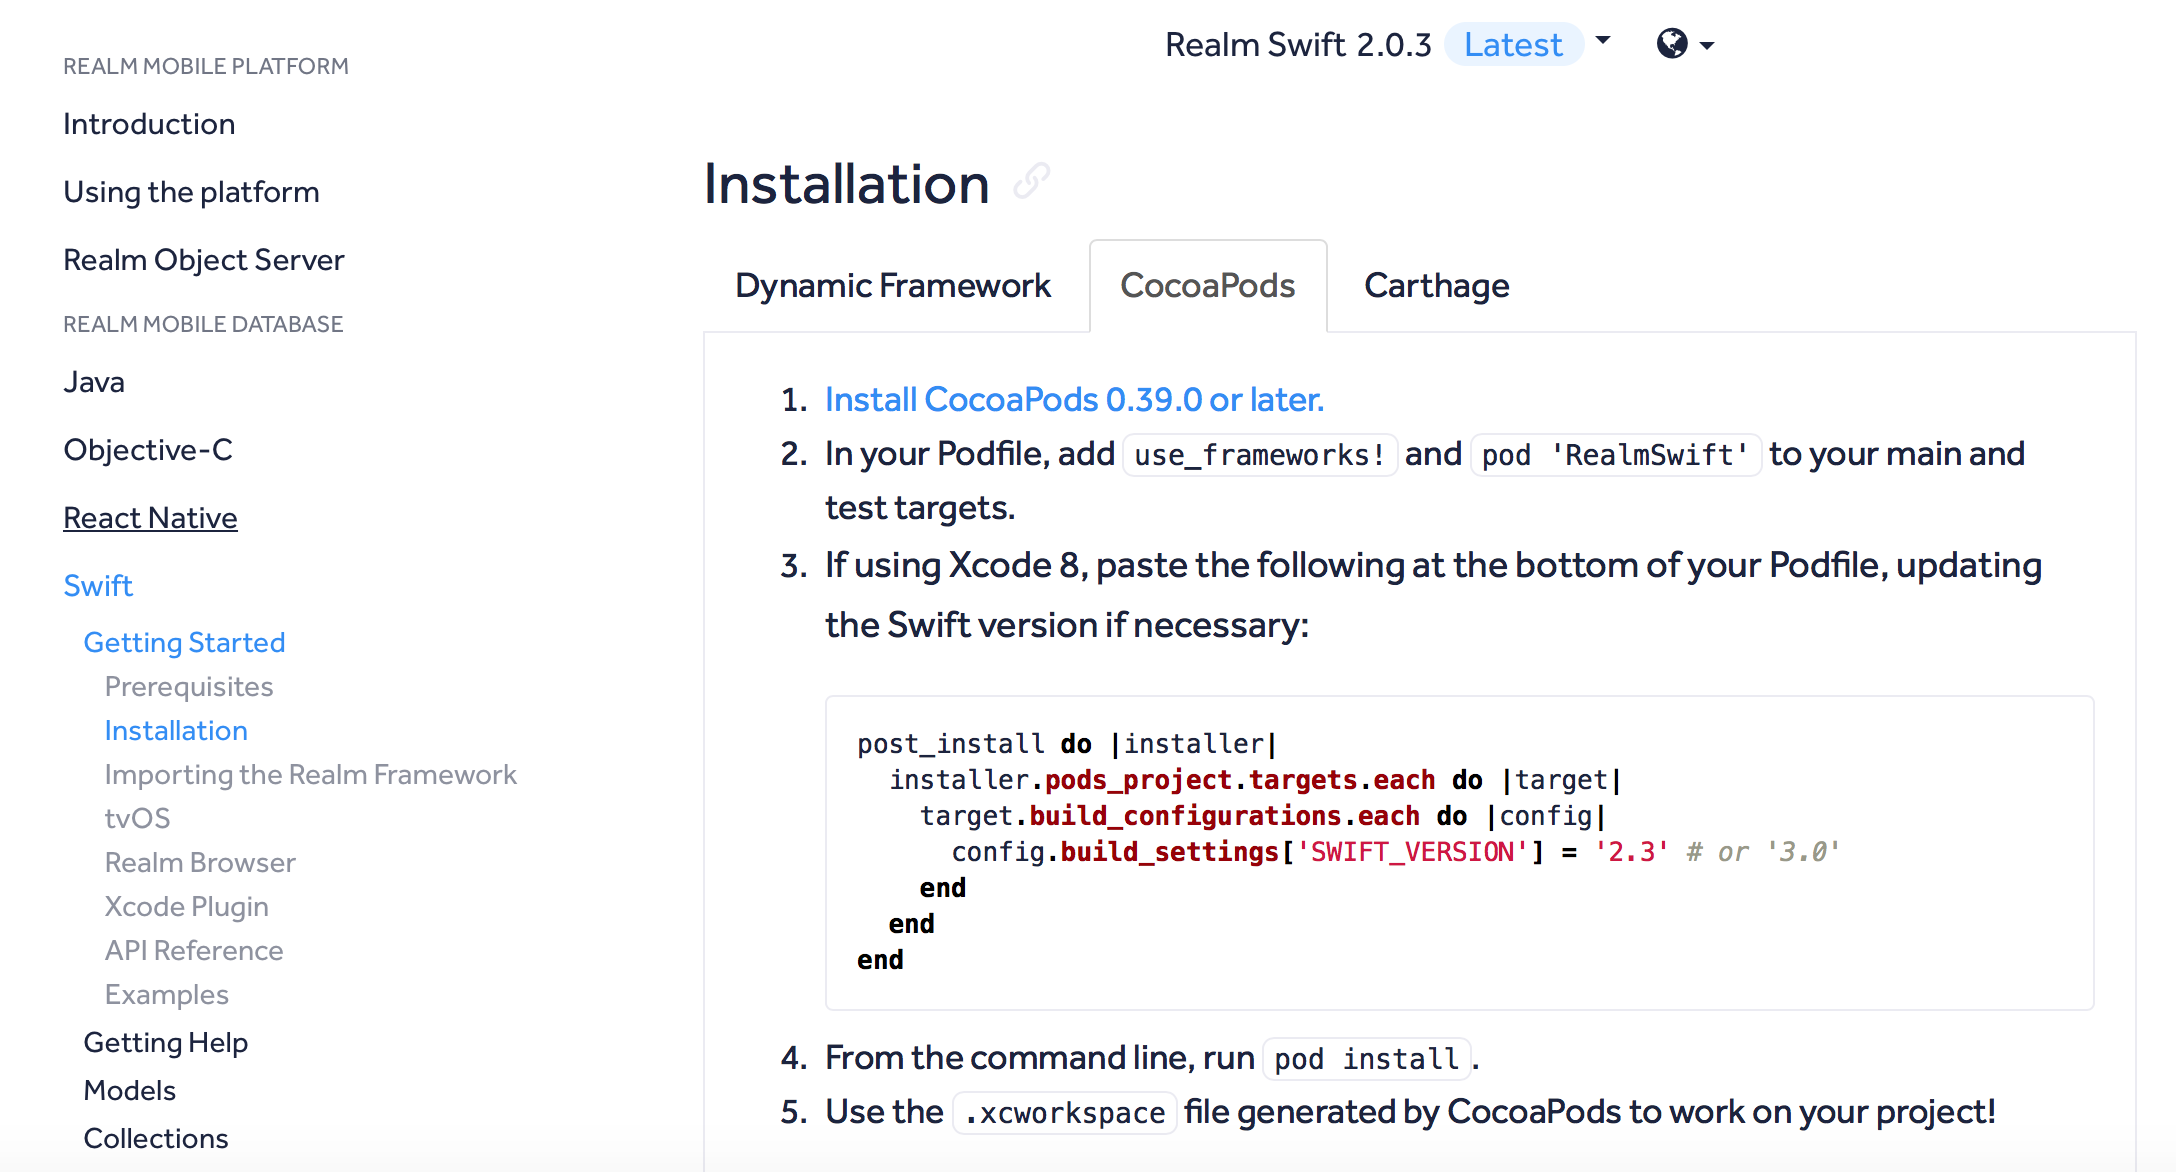 REALM MOBILE PLATFORM
Introduction
Using the platform
Realm Object Server
REALM MOBILE DATABASE
Java
Objective-C
React Native
Swift
Getting Started
Prerequisites
Installation
Importing the Realm Framework
tvOS
Realm Browser
Xcode Plugin
API Reference
Examples
Getting Help
Models
Collections
Realm Swift 2.0.3 Latest
Installation
Dynamic Framework CocoaPods Carthage
1. Install CocoaPods 0.39.0 or later.
2. In your Podfile, add use_frameworks! and pod 'RealmSwift' to your main and
test targets.
3. If using Xcode 8, paste the following at the bottom of your Podfile, updating
the Swift version if necessary:
post_install do |installer|
  installer.pods_project.targets.each do |target|
    target.build_configurations.each do |config|
      config.build_settings['SWIFT_VERSION'] = '2.3' # or '3.0'
    end
  end
end
4. From the command line, run pod install.
5. Use the .xcworkspace file generated by CocoaPods to work on your project!